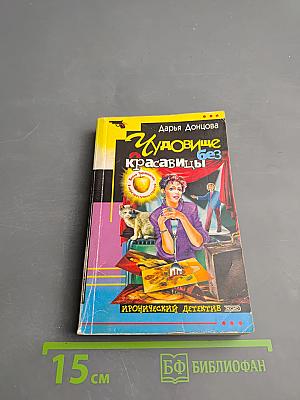 Дарья Донцова
Чудовище
без
красавицы
ИРОНИЧЕСКИЙ ДЕТЕКТИВ
15 см
БФ БИБЛИОФАН